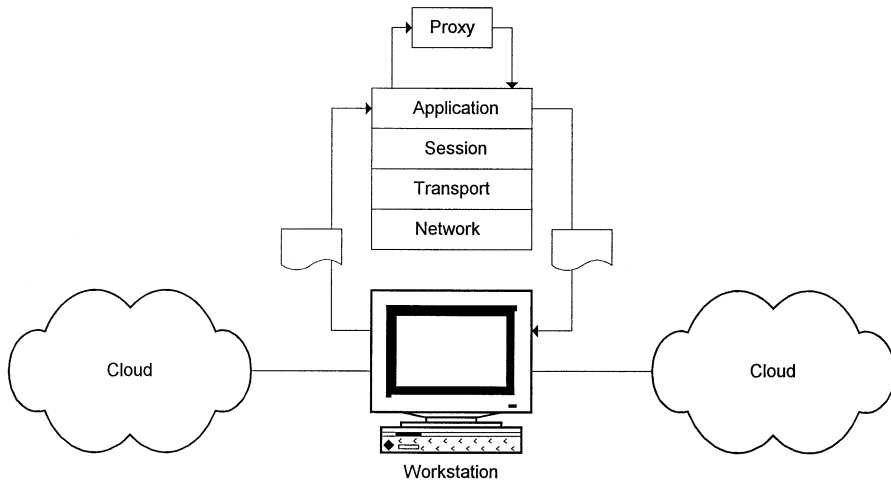 Proxy
Application
Session
Transport
Network
Cloud
Cloud
Workstation